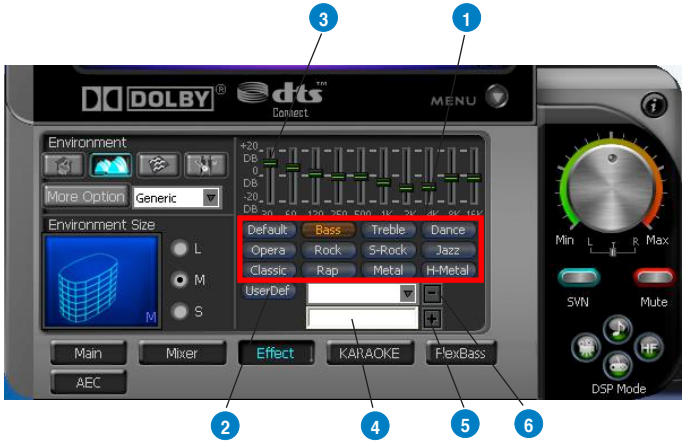 3
1
DOLBY®
dts™
Connect
MENU
i
Environment
More Option
Generic
Environment Size
L
M
S
M
+20
DB
0
DB
-20
DB
30 60 120 250 500 1K 2K 4K 8K 16K
Default Bass Treble Dance
Opera Rock S-Rock Jazz
Classic Rap Metal H-Metal
UserDef
Min L T R Max
SVN Mute
HF
DSP Mode
Main Mixer Effect KARAOKE FlexBass
AEC
2
4
5
6